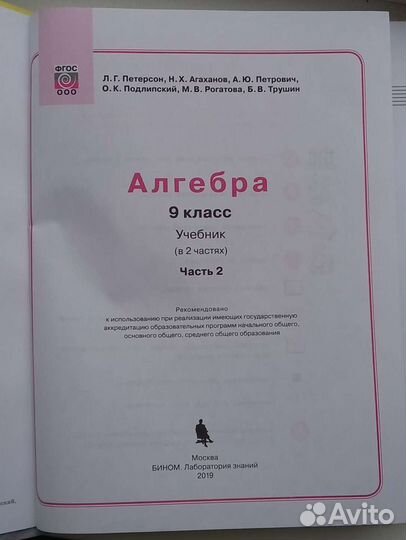 ФГОС
ООО
Л. Г. Петерсон, Н. Х. Агаханов, А. Ю. Петрович,
О. К. Подлипский, М. В. Рогатова, Б. В. Трушин
Алгебра
9 класс
Учебник
(в 2 частях)
Часть 2
Рекомендовано
к использованию при реализации имеющих государственную
аккредитацию образовательных программ начального общего,
основного общего, среднего общего образования
Москва
БИНОМ. Лаборатория знаний
2019
Avito